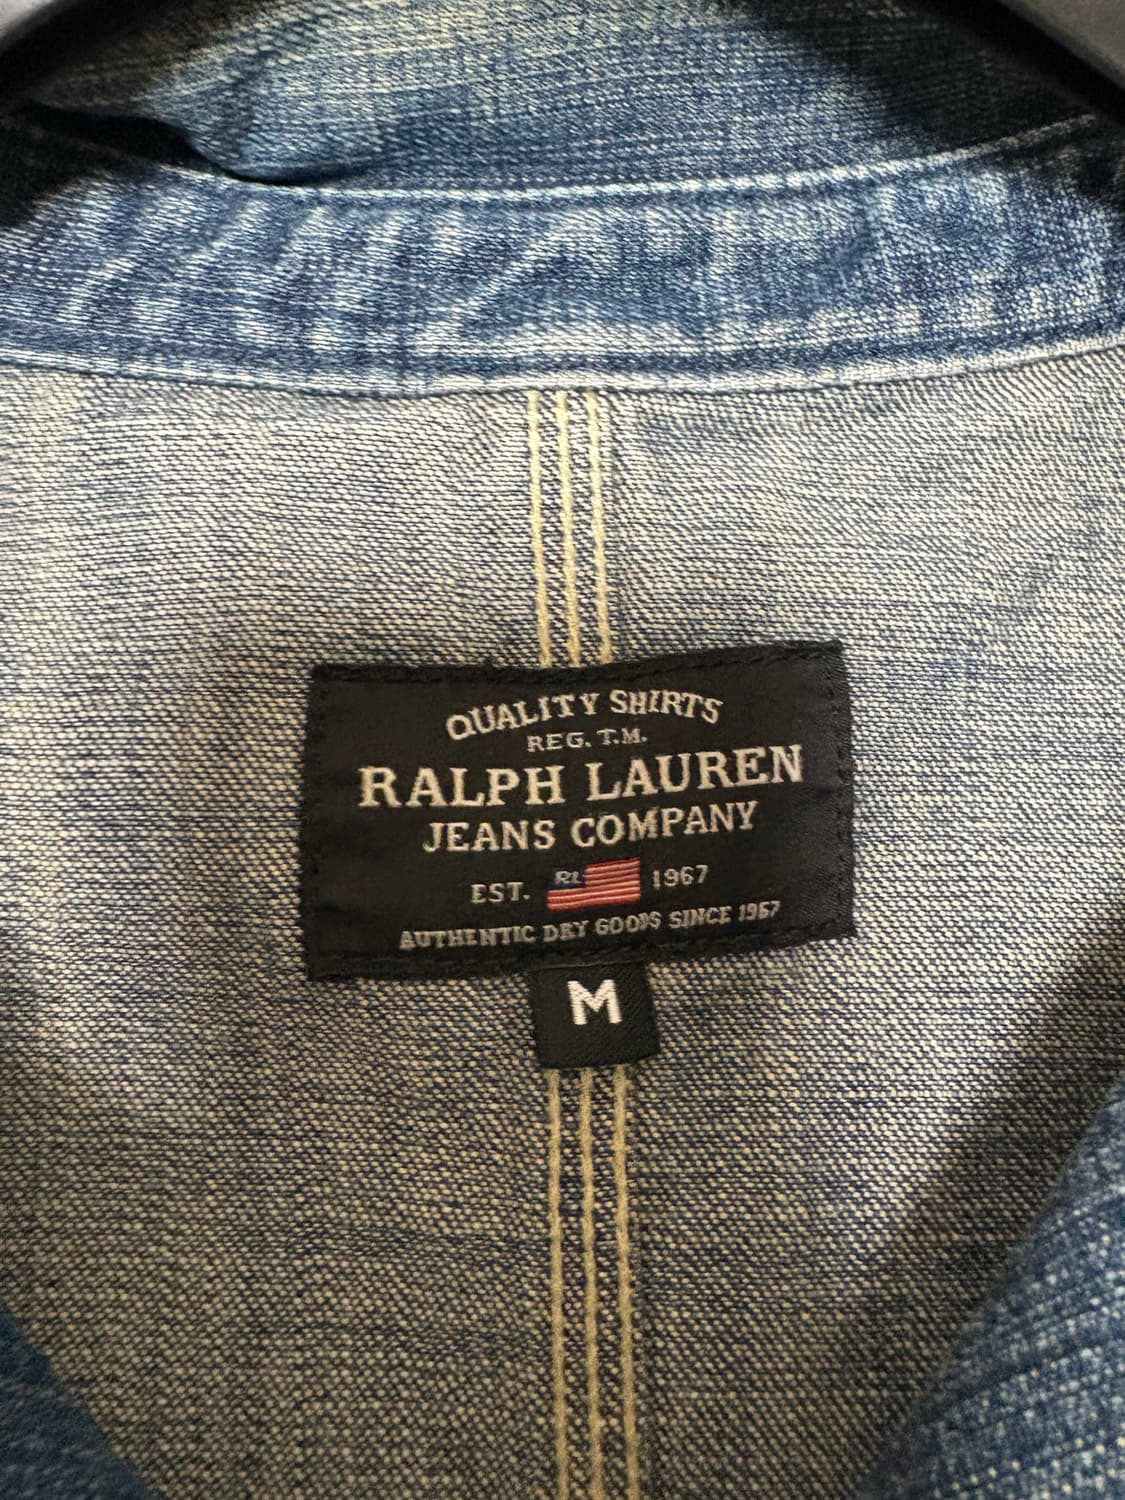 QUALITY SHIRTS
REG. T.M.
RALPH LAUREN
JEANS COMPANY
EST. RL 1967
AUTHENTIC DRY GOODS SINCE 1967
M